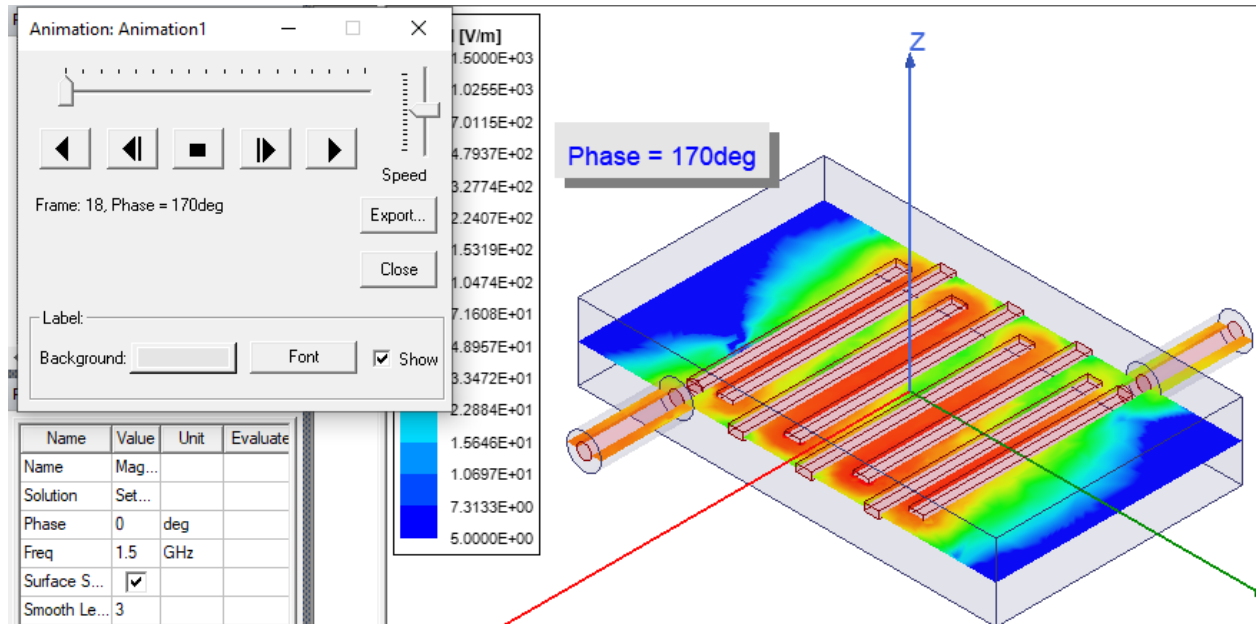 Animation: Animation1
Speed
Frame: 18, Phase = 170deg
Export...
Close
Label:
Background:
Font
Show
[V/m]
1.5000E+03
1.0255E+03
7.0115E+02
4.7937E+02
3.2774E+02
2.2407E+02
1.5319E+02
1.0474E+02
7.1608E+01
4.8957E+01
3.3472E+01
2.2884E+01
1.5646E+01
1.0697E+01
7.3133E+00
5.0000E+00
Phase = 170deg
Z
Name Value Unit Evaluate
Name Mag...
Solution Set...
Phase 0 deg
Freq 1.5 GHz
Surface S...
Smooth Le... 3